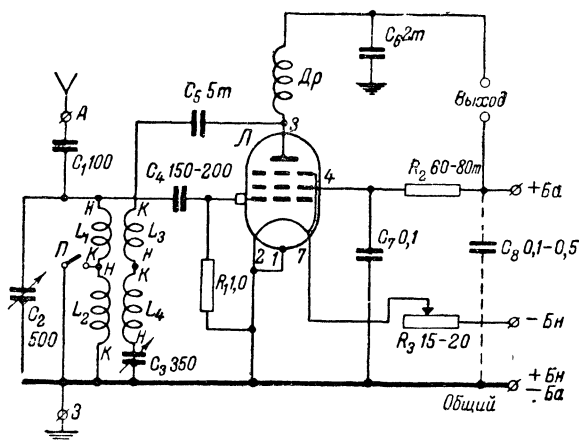 C₆ 2т
Др
C₅ 5т
Выход
А
Л
3
C₁ 100
C₄ 150-200
4
R₂ 60-80т
+Ба
Н
К
П
L₁
L₃
К
Н
К
2
1
7
C₇ 0,1
C₈ 0,1-0,5
R₁ 1,0
L₂
L₄
C₂
500
Н
-Бн
К
C₃ 350
R₃ 15-20
+Бн
Общий
-Ба
З